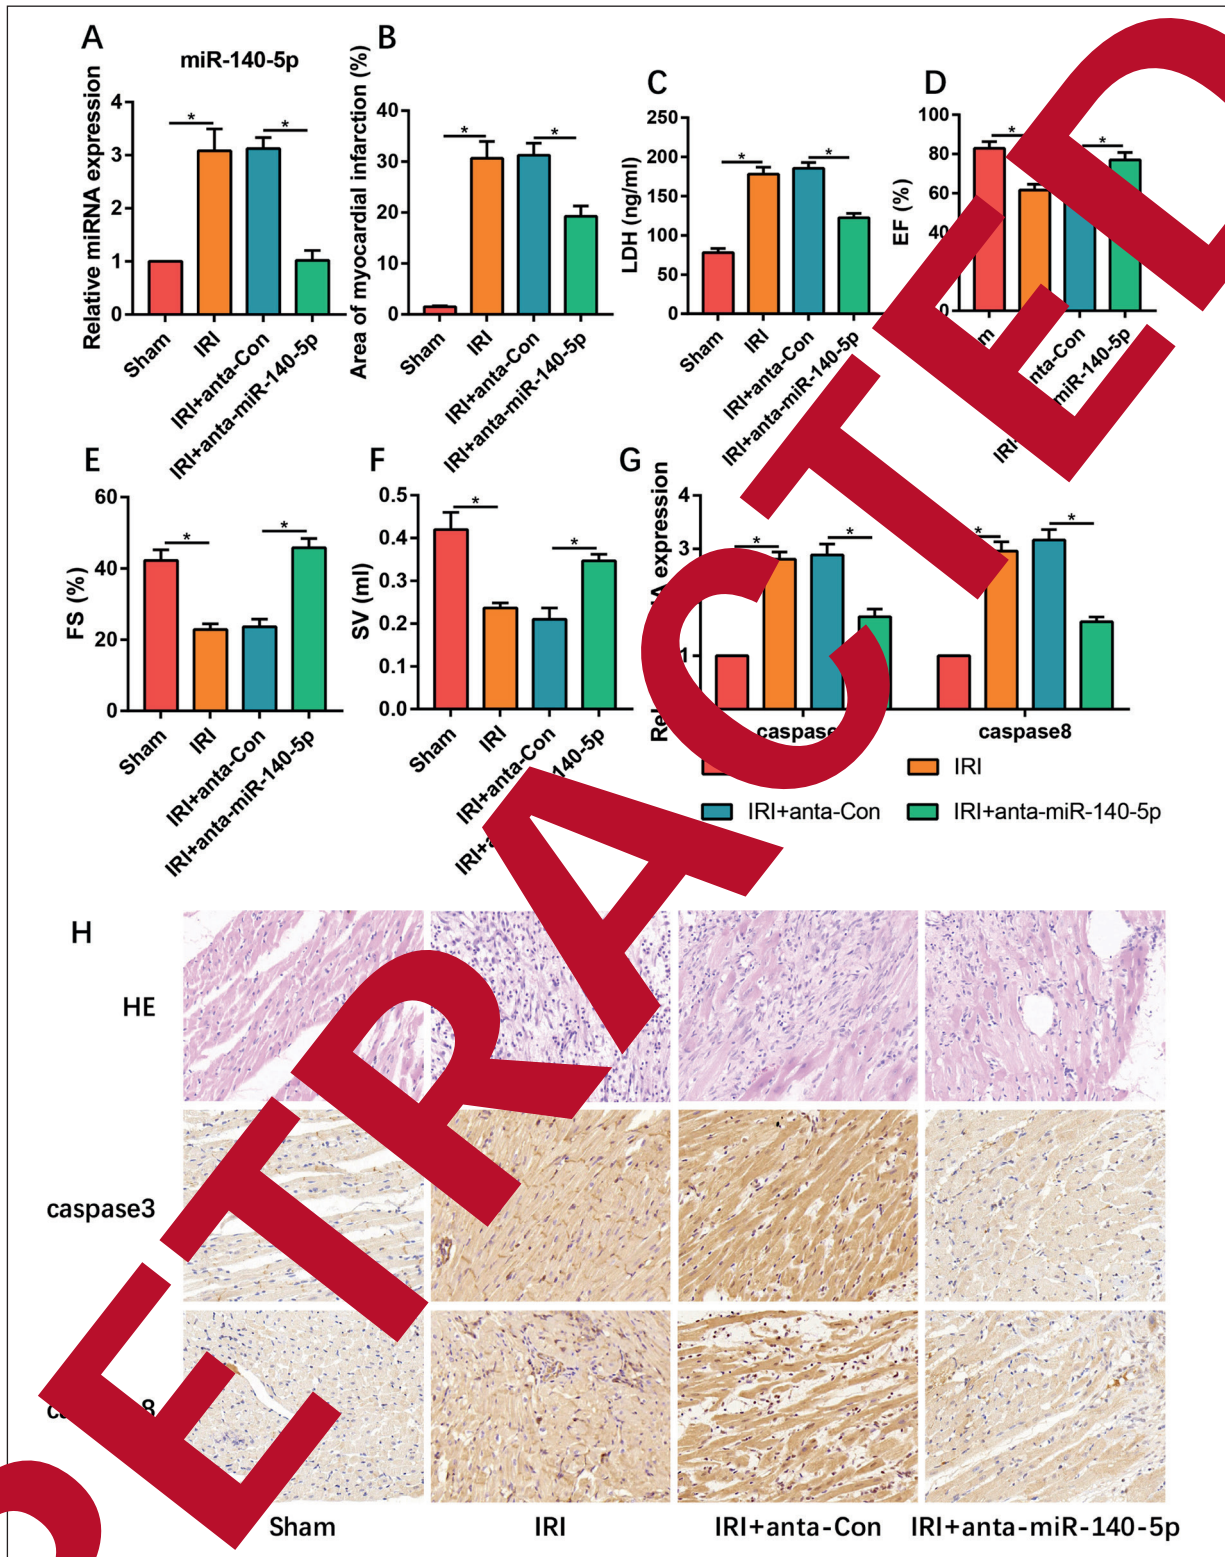 A
miR-140-5p
Relative miRNA expression
4
3
2
1
0
*
*
Sham
IRI
IRI+anta-Con
IRI+anta-miR-140-5p
B
Area of myocardial infarction (%)
40
30
20
10
0
*
*
Sham
IRI
IRI+anta-Con
IRI+anta-miR-140-5p
C
LDH (ng/ml)
250
200
150
100
50
0
*
*
Sham
IRI
IRI+anta-Con
IRI+anta-miR-140-5p
D
EF (%)
100
80
60
40
*
*
E
FS (%)
60
40
20
0
*
*
Sham
IRI
IRI+anta-Con
IRI+anta-miR-140-5p
F
SV (ml)
0.5
0.4
0.3
0.2
0.1
0.0
*
*
Sham
IRI
IRI+anta-Con
G
expression
4
3
1
*
*
*
*
caspase
caspase8
IRI
IRI+anta-Con
IRI+anta-miR-140-5p
H
HE
caspase3
Sham
IRI
IRI+anta-Con
IRI+anta-miR-140-5p
RETRACTED